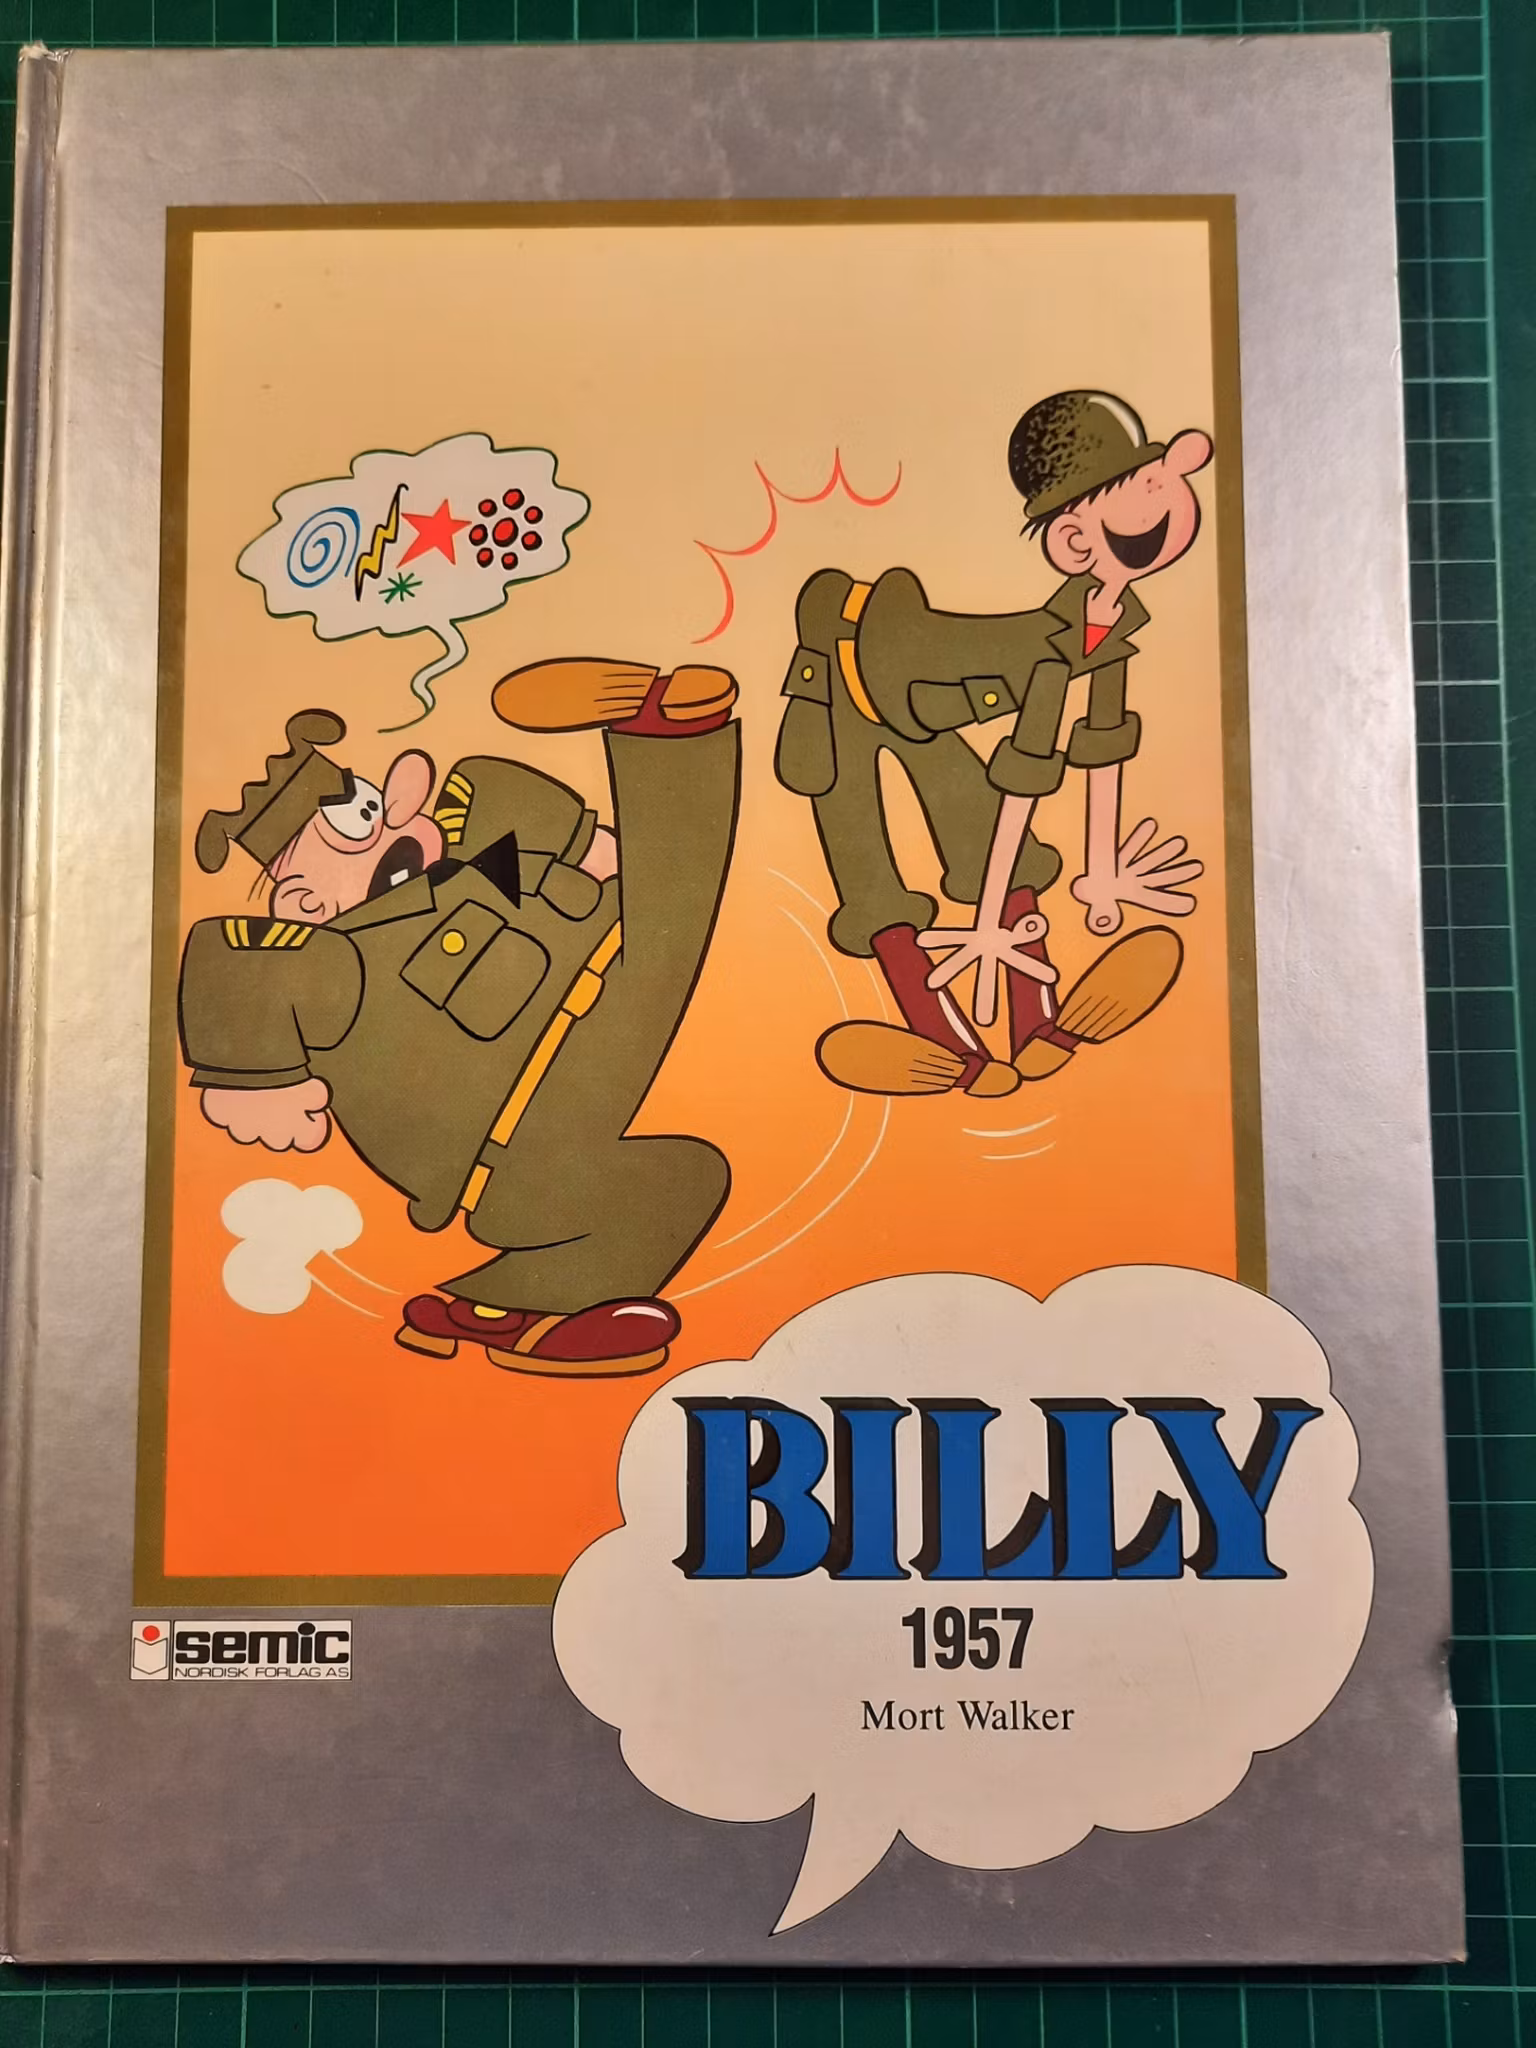 BILLY
1957
Mort Walker
semic
NORDISK FORLAG AS